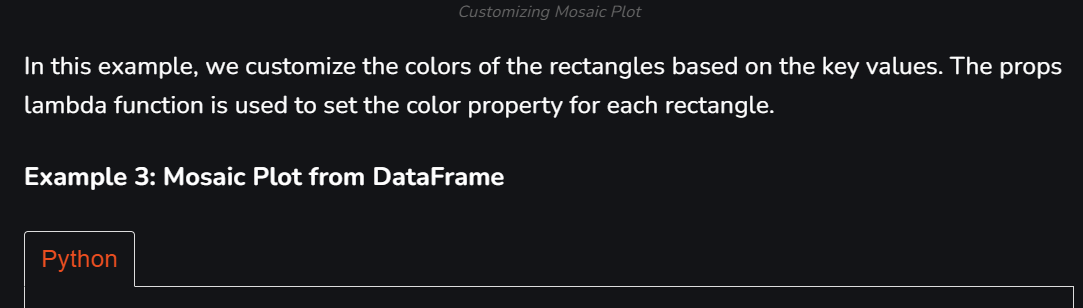 Customizing Mosaic Plot
In this example, we customize the colors of the rectangles based on the key values. The props
lambda function is used to set the color property for each rectangle.
Example 3: Mosaic Plot from DataFrame
Python